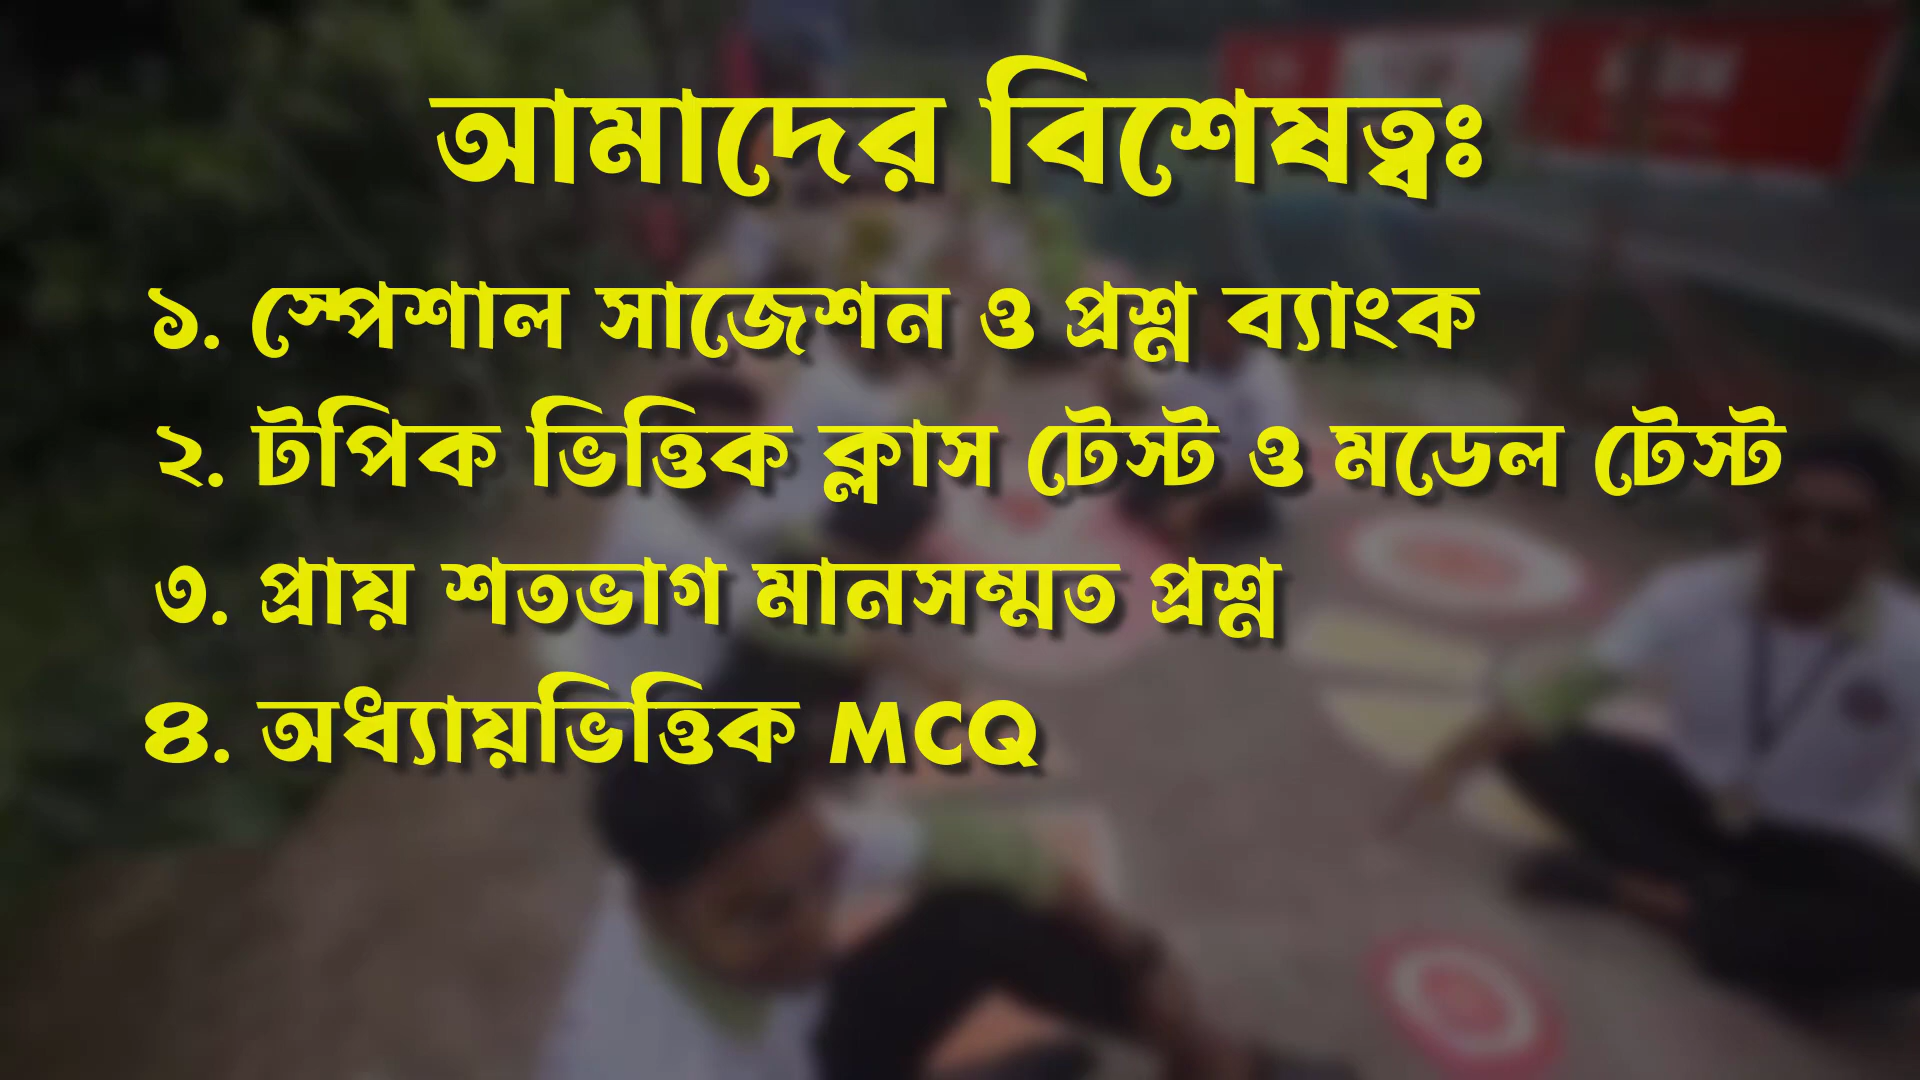 আমাদের বিশেষত্বঃ
১. স্পেশাল সাজেশন ও প্রশ্ন ব্যাংক
২. টপিক ভিত্তিক ক্লাস টেস্ট ও মডেল টেস্ট
৩. প্রায় শতভাগ মানসম্মত প্রশ্ন
৪. অধ্যায়ভিত্তিক MCQ